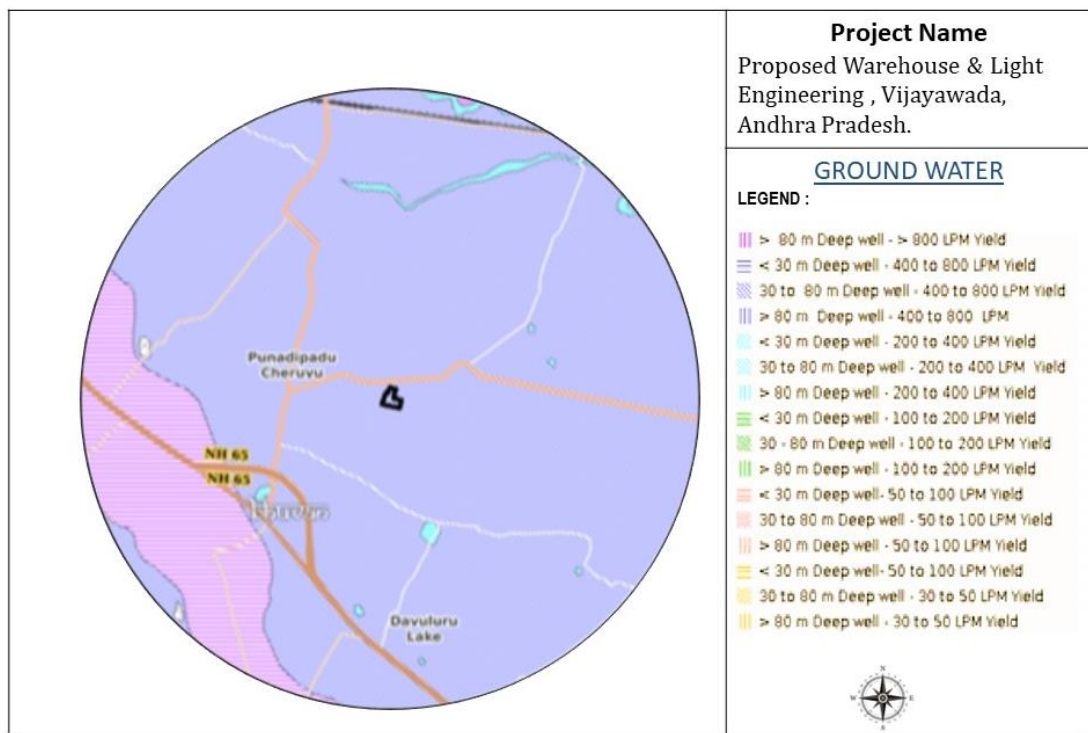 Project Name
Proposed Warehouse & Light
Engineering , Vijayawada,
Andhra Pradesh.
GROUND WATER
LEGEND :
> 80 m Deep well - > 800 LPM Yield
< 30 m Deep well - 400 to 800 LPM Yield
30 to 80 m Deep well - 400 to 800 LPM Yield
> 80 m Deep well - 400 to 800 LPM
< 30 m Deep well - 200 to 400 LPM Yield
30 to 80 m Deep well - 200 to 400 LPM Yield
> 80 m Deep well - 200 to 400 LPM Yield
< 30 m Deep well - 100 to 200 LPM Yield
30 - 80 m Deep well - 100 to 200 LPM Yield
> 80 m Deep well - 100 to 200 LPM Yield
< 30 m Deep well - 50 to 100 LPM Yield
30 to 80 m Deep well - 50 to 100 LPM Yield
> 80 m Deep well - 50 to 100 LPM Yield
< 30 m Deep well- 50 to 100 LPM Yield
30 to 80 m Deep well - 30 to 50 LPM Yield
> 80 m Deep well - 30 to 50 LPM Yield
N
W E
S
Punadipadu
Cheruvu
NH 65
NH 65
Davuluru
Lake